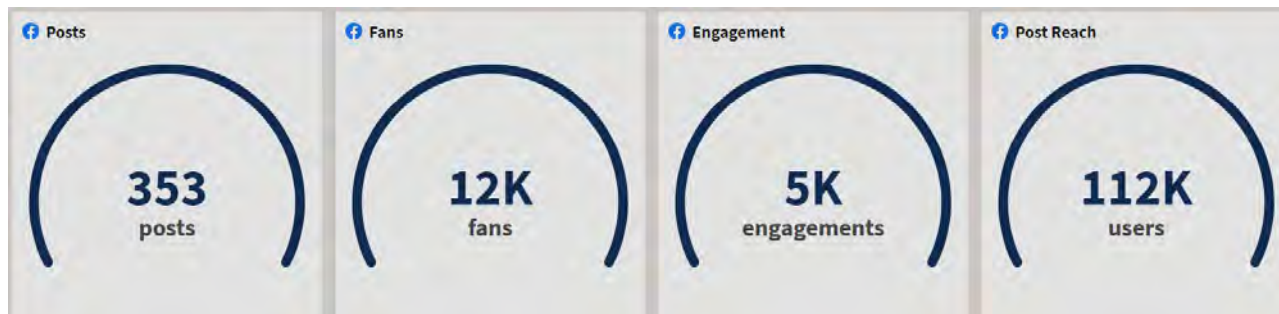 Posts
353
posts
Fans
12K
fans
Engagement
5K
engagements
Post Reach
112K
users